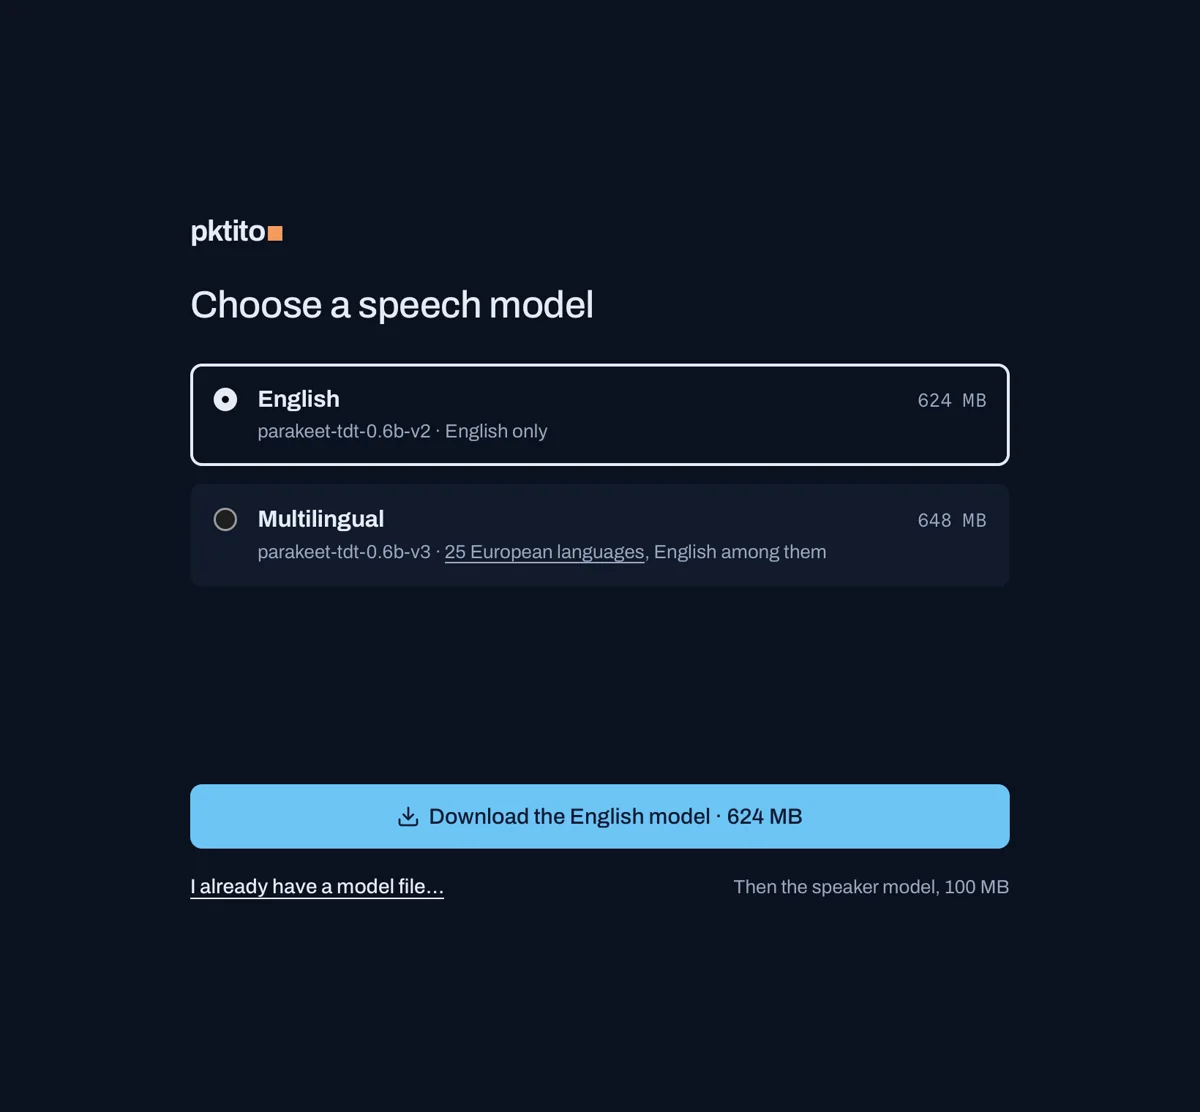 pktito
Choose a speech model
English
624 MB
parakeet-tdt-0.6b-v2 · English only
Multilingual
648 MB
parakeet-tdt-0.6b-v3 · 25 European languages, English among them
Download the English model · 624 MB
I already have a model file...
Then the speaker model, 100 MB